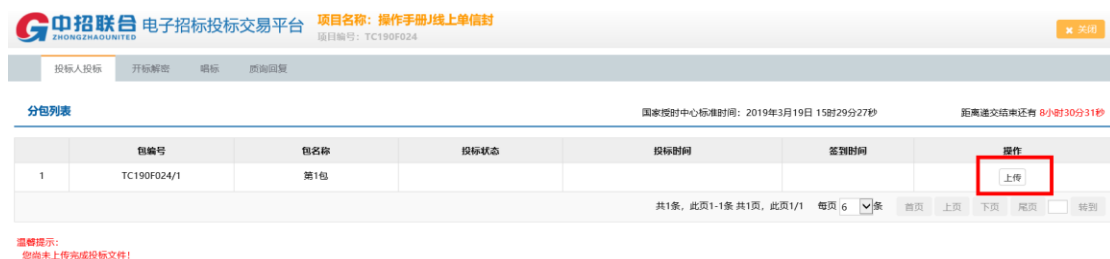 中招联合 电子招标投标交易平台
ZHONGZHAOUNITED
项目名称：操作手册J线上单信封
项目编号：TC190F024
× 关闭
投标人投标 开标解密 唱标 质询回复
分包列表 国家授时中心标准时间：2019年3月19日 15时29分27秒 距离递交结束还有 8小时30分31秒
包编号 包名称 投标状态 投标时间 签到时间 操作
1 TC190F024/1 第1包 上传
共1条，此页1-1条 共1页，此页1/1 每页 6 条 首页 上页 下页 尾页 转到
温馨提示：
您尚未上传完成投标文件！